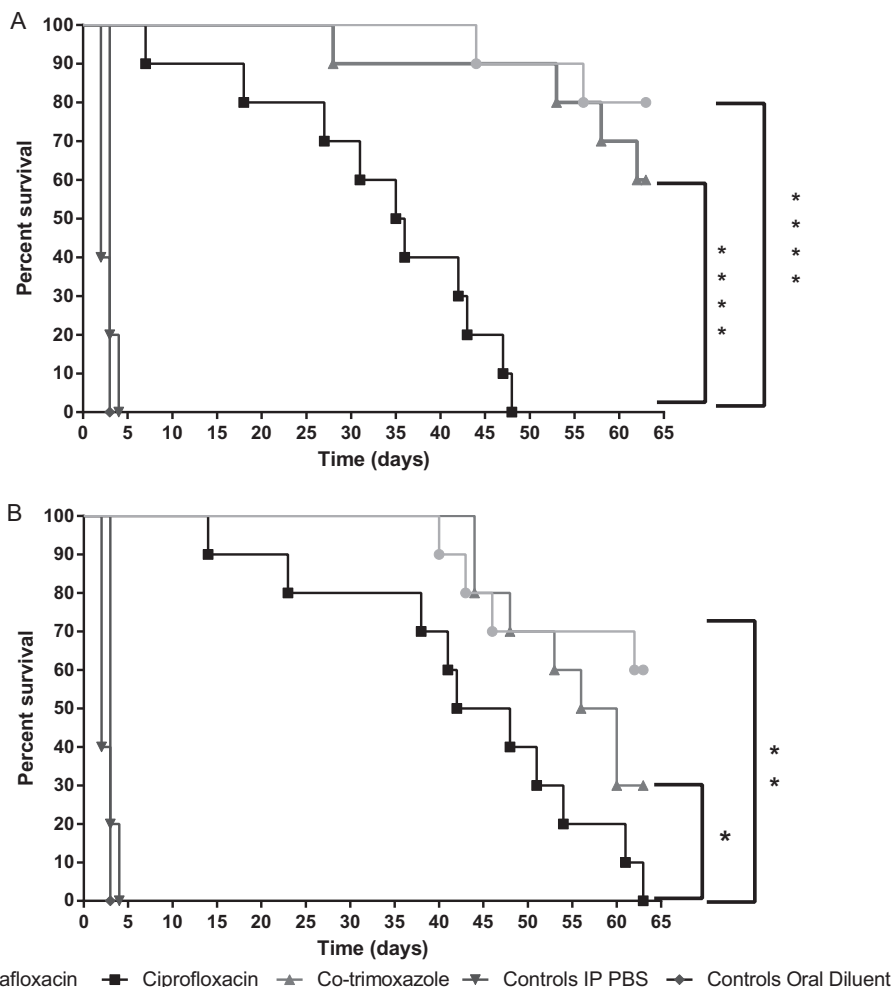 A
Percent survival
100
90
80
70
60
50
40
30
20
10
0
0 5 10 15 20 25 30 35 40 45 50 55 60 65
Time (days)
* * * *
* * * *
B
Percent survival
100
90
80
70
60
50
40
30
20
10
0
0 5 10 15 20 25 30 35 40 45 50 55 60 65
Time (days)
* *
*
afloxacin Ciprofloxacin Co-trimoxazole Controls IP PBS Controls Oral Diluent